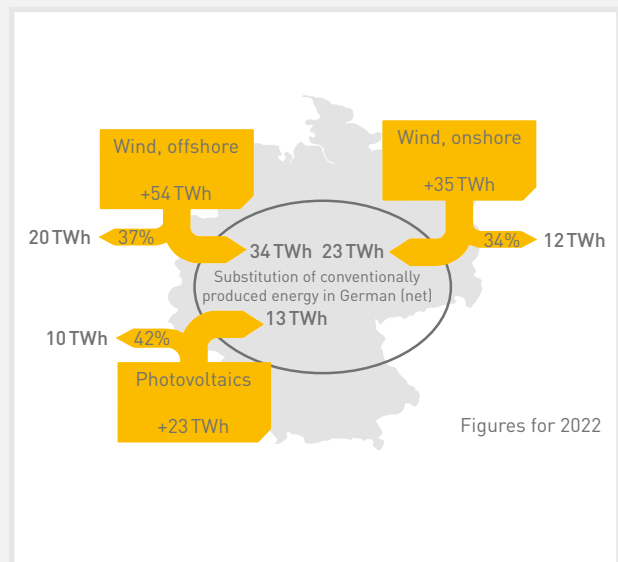 Wind, offshore
+54 TWh
Wind, onshore
+35 TWh
20 TWh
37%
34 TWh
23 TWh
34%
12 TWh
Substitution of conventionally
produced energy in German (net)
13 TWh
10 TWh
42%
Photovoltaics
+23 TWh
Figures for 2022